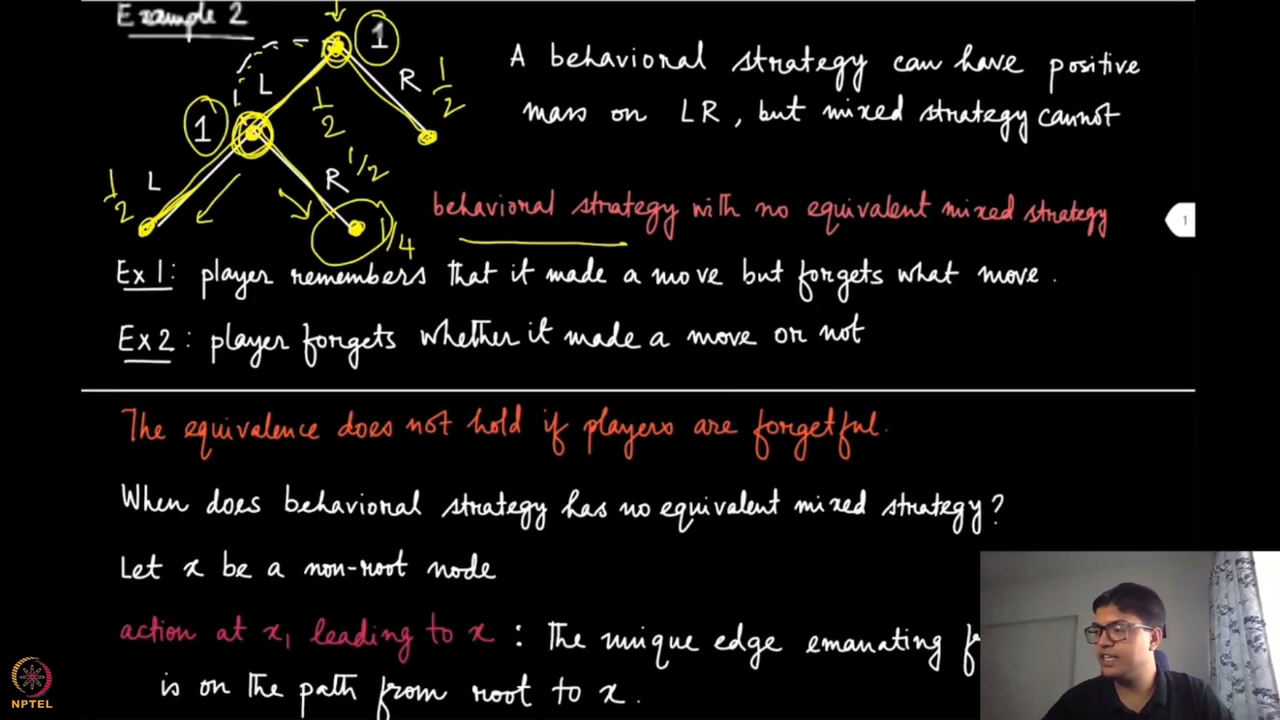 Example 2
1
L
R
1/2
1/2
1
L
R
1/2
1/2
1/4
A behavioral strategy can have positive
mass on LR, but mixed strategy cannot
behavioral strategy with no equivalent mixed strategy
1
Ex 1: player remembers that it made a move but forgets what move.
Ex 2: player forgets whether it made a move or not
The equivalence does not hold if players are forgetful.
When does behavioral strategy has no equivalent mixed strategy?
Let x be a non-root node
action at x₁ leading to x : The unique edge emanating
is on the path from root to x.
NPTEL